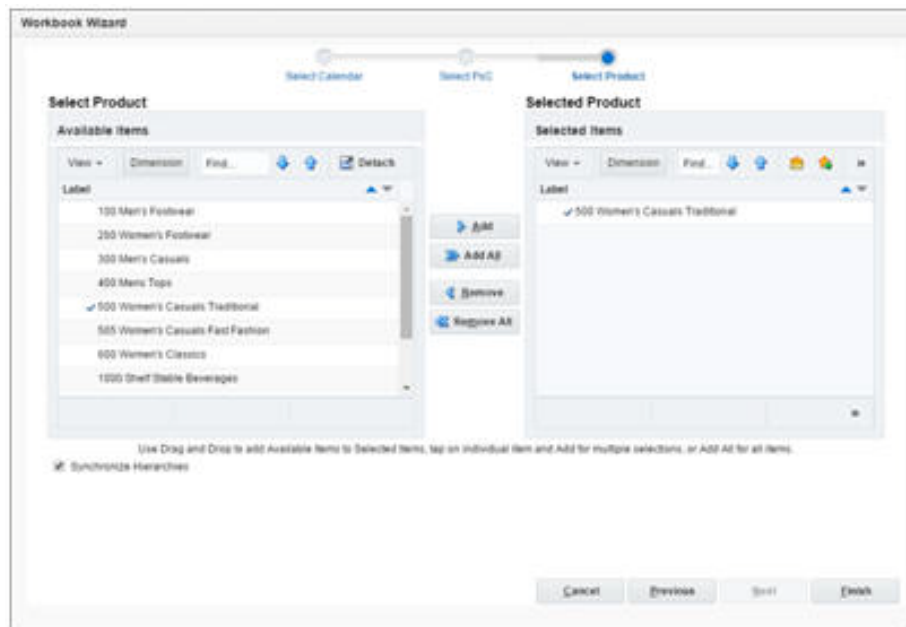 Workbook Wizard
Select Calendar
Select PoC
Select Product
Select Product
Selected Product
Available Items
Selected Items
View
Dimension
Find...
Detach
View
Dimension
Find...
»
Label
Label
100 Men's Footwear
250 Women's Footwear
300 Men's Casuals
400 Mens Tops
500 Women's Casuals Traditional
505 Women's Casuals Fast Fashion
600 Women's Classics
1000 Shelf Stable Beverages
500 Women's Casuals Traditional
Add
Add All
Remove
Remove All
»
Use Drag and Drop to add Available Items to Selected Items, tap on individual item and Add for multiple selections, or Add All for all items.
Synchronize Hierarchies
Cancel
Previous
Next
Finish